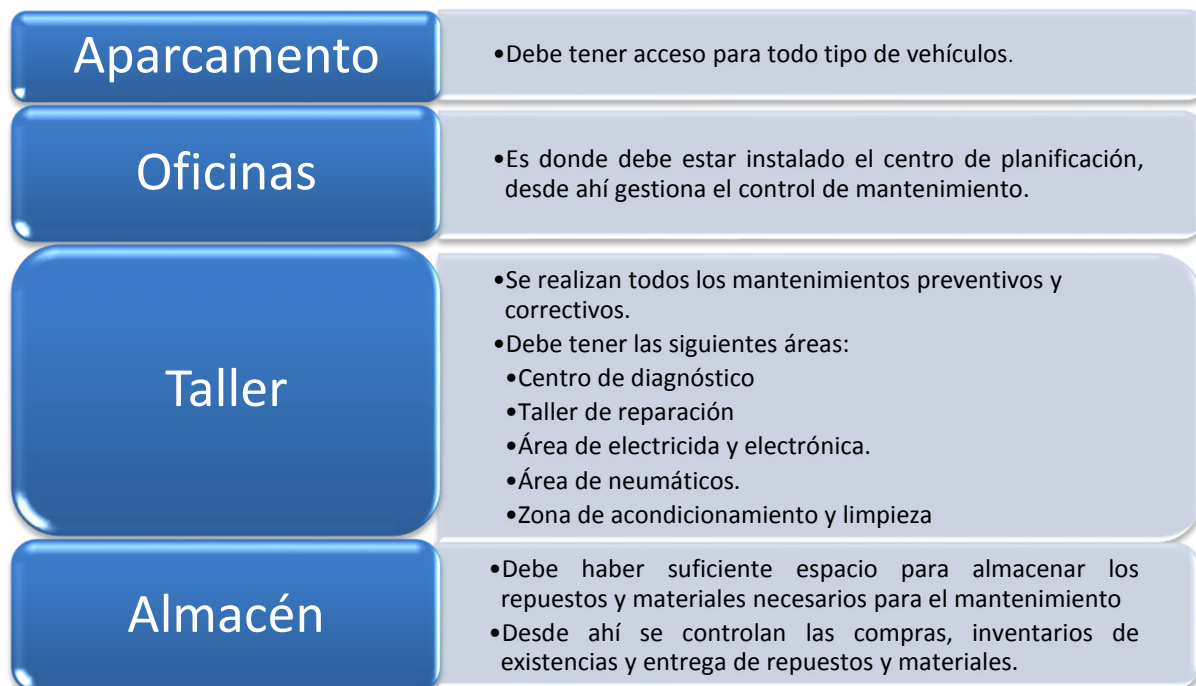 Aparcamento
•Debe tener acceso para todo tipo de vehículos.
Oficinas
•Es donde debe estar instalado el centro de planificación,
desde ahí gestiona el control de mantenimiento.
Taller
•Se realizan todos los mantenimientos preventivos y
correctivos.
•Debe tener las siguientes áreas:
•Centro de diagnóstico
•Taller de reparación
•Área de electricida y electrónica.
•Área de neumáticos.
•Zona de acondicionamiento y limpieza
Almacén
•Debe haber suficiente espacio para almacenar los
repuestos y materiales necesarios para el mantenimiento
•Desde ahí se controlan las compras, inventarios de
existencias y entrega de repuestos y materiales.